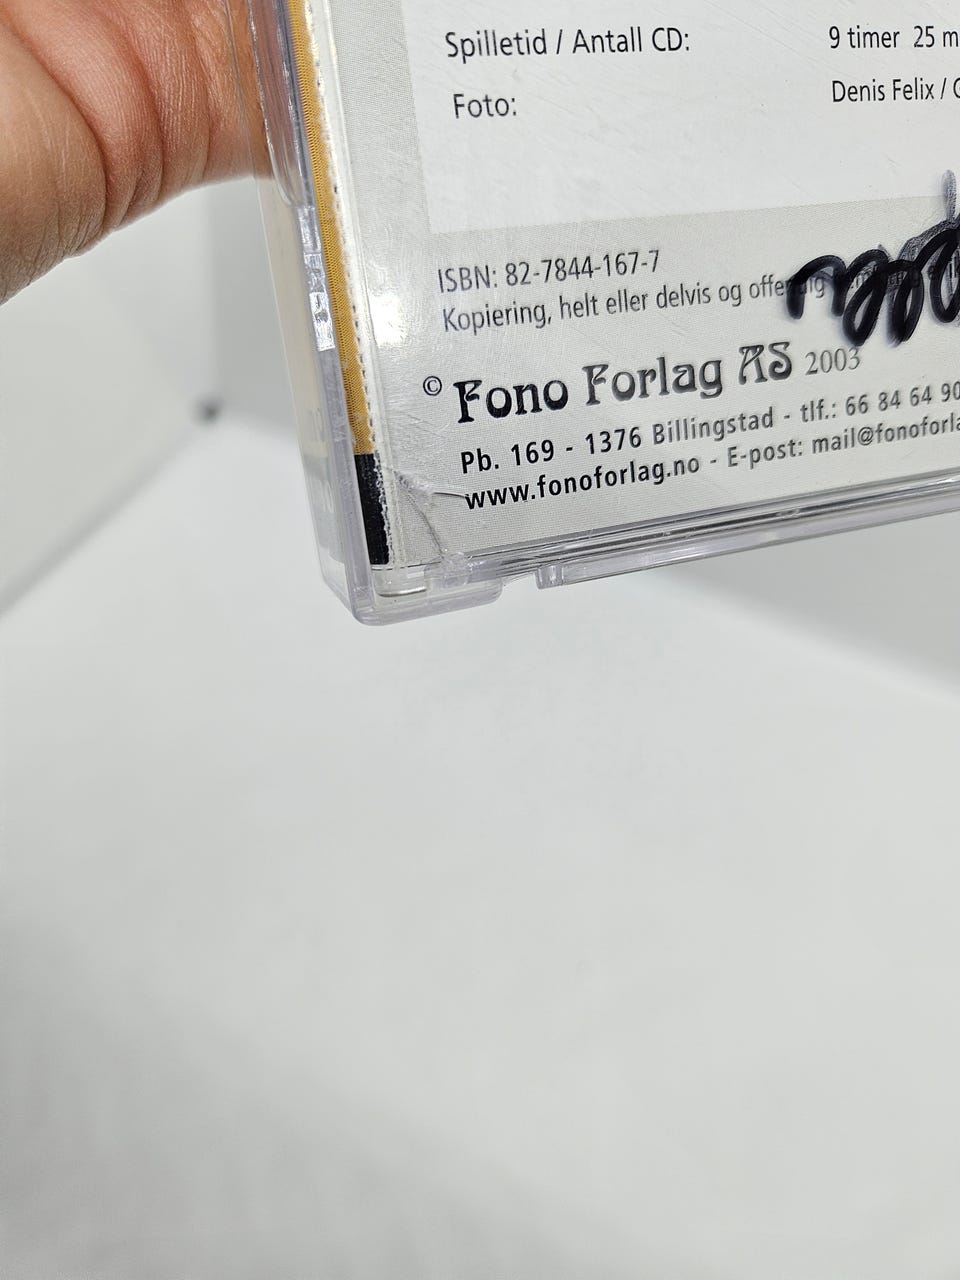 Spilletid / Antall CD: 9 timer 25 m
Foto: Denis Felix /
ISBN: 82-7844-167-7
Kopiering, helt eller delvis og offentlig
© Fono Forlag AS 2003
Pb. 169 - 1376 Billingstad - tlf.: 66 84 64 90
www.fonoforlag.no - E-post: mail@fonoforla